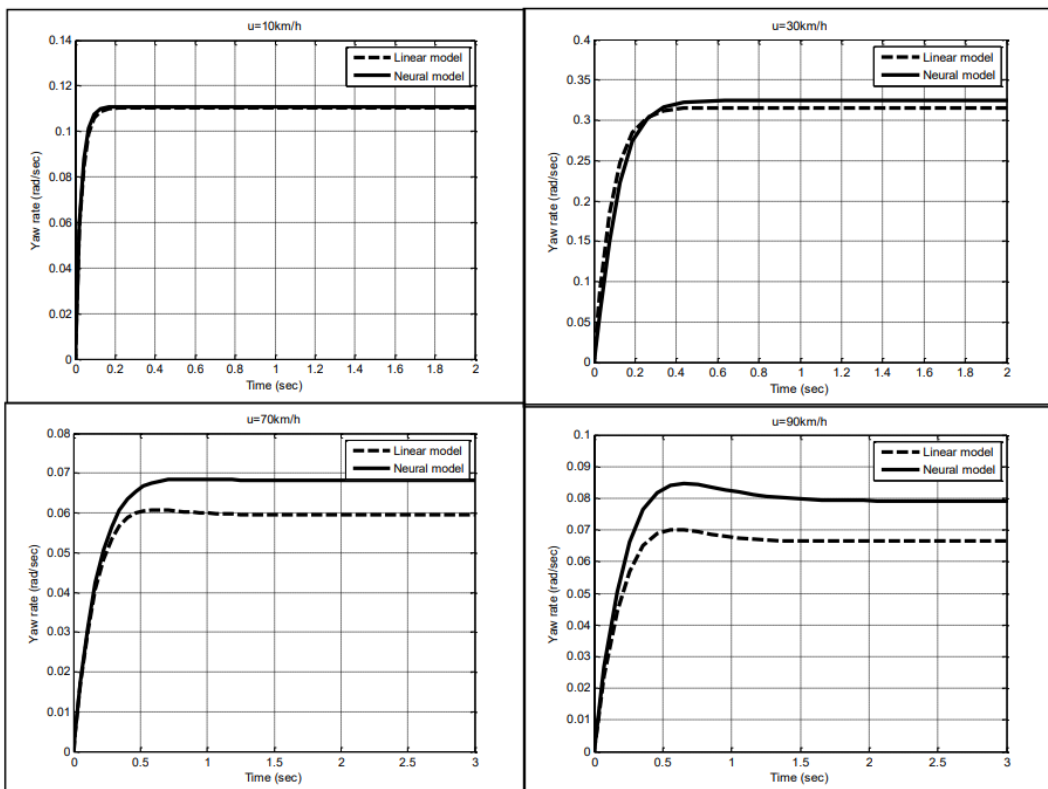 u=10km/h
0.14
0.12
0.1
0.08
0.06
0.04
0.02
0
Yaw rate (rad/sec)
Linear model
Neural model
0 0.2 0.4 0.6 0.8 1 1.2 1.4 1.6 1.8 2
Time (sec)
u=30km/h
0.4
0.35
0.3
0.25
0.2
0.15
0.1
0.05
0
Yaw rate (rad/sec)
Linear model
Neural model
0 0.2 0.4 0.6 0.8 1 1.2 1.4 1.6 1.8 2
Time (sec)
u=70km/h
0.08
0.07
0.06
0.05
0.04
0.03
0.02
0.01
0
Yaw rate (rad/sec)
Linear model
Neural model
0 0.5 1 1.5 2 2.5 3
Time (sec)
u=90km/h
0.1
0.09
0.08
0.07
0.06
0.05
0.04
0.03
0.02
0.01
0
Yaw rate (rad/sec)
Linear model
Neural model
0 0.5 1 1.5 2 2.5 3
Time (sec)